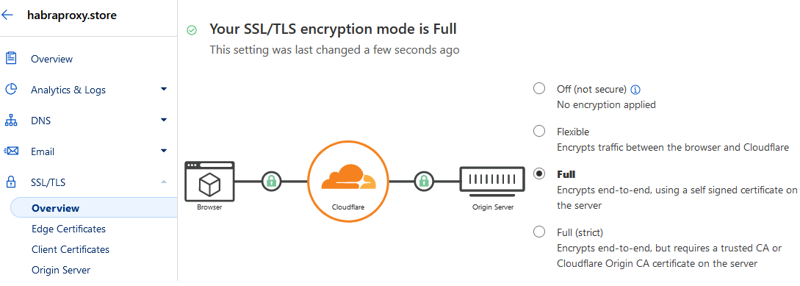 habraproxy.store
Overview
Analytics & Logs
DNS
Email
SSL/TLS
Overview
Edge Certificates
Client Certificates
Origin Server
Your SSL/TLS encryption mode is Full
This setting was last changed a few seconds ago
Browser
Cloudflare
Origin Server
Off (not secure)
No encryption applied
Flexible
Encrypts traffic between the browser and Cloudflare
Full
Encrypts end-to-end, using a self signed certificate on
the server
Full (strict)
Encrypts end-to-end, but requires a trusted CA or
Cloudflare Origin CA certificate on the server